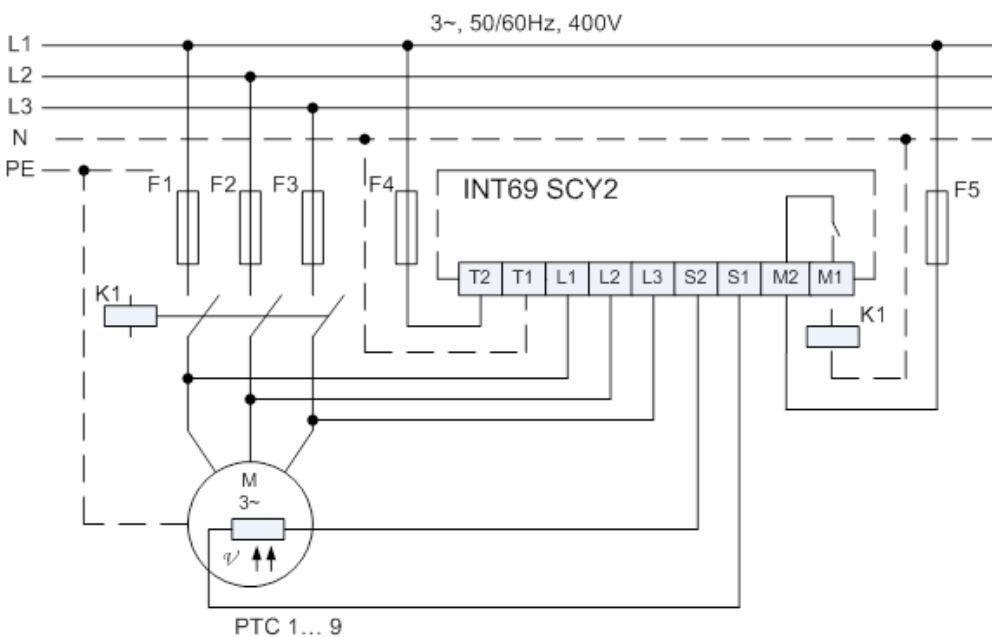 3~, 50/60Hz, 400V
L1
L2
L3
N
PE
F1
F2
F3
F4
INT69 SCY2
F5
T2 T1 L1 L2 L3 S2 S1 M2 M1
K1
K1
M
3~
ϑ
PTC 1... 9